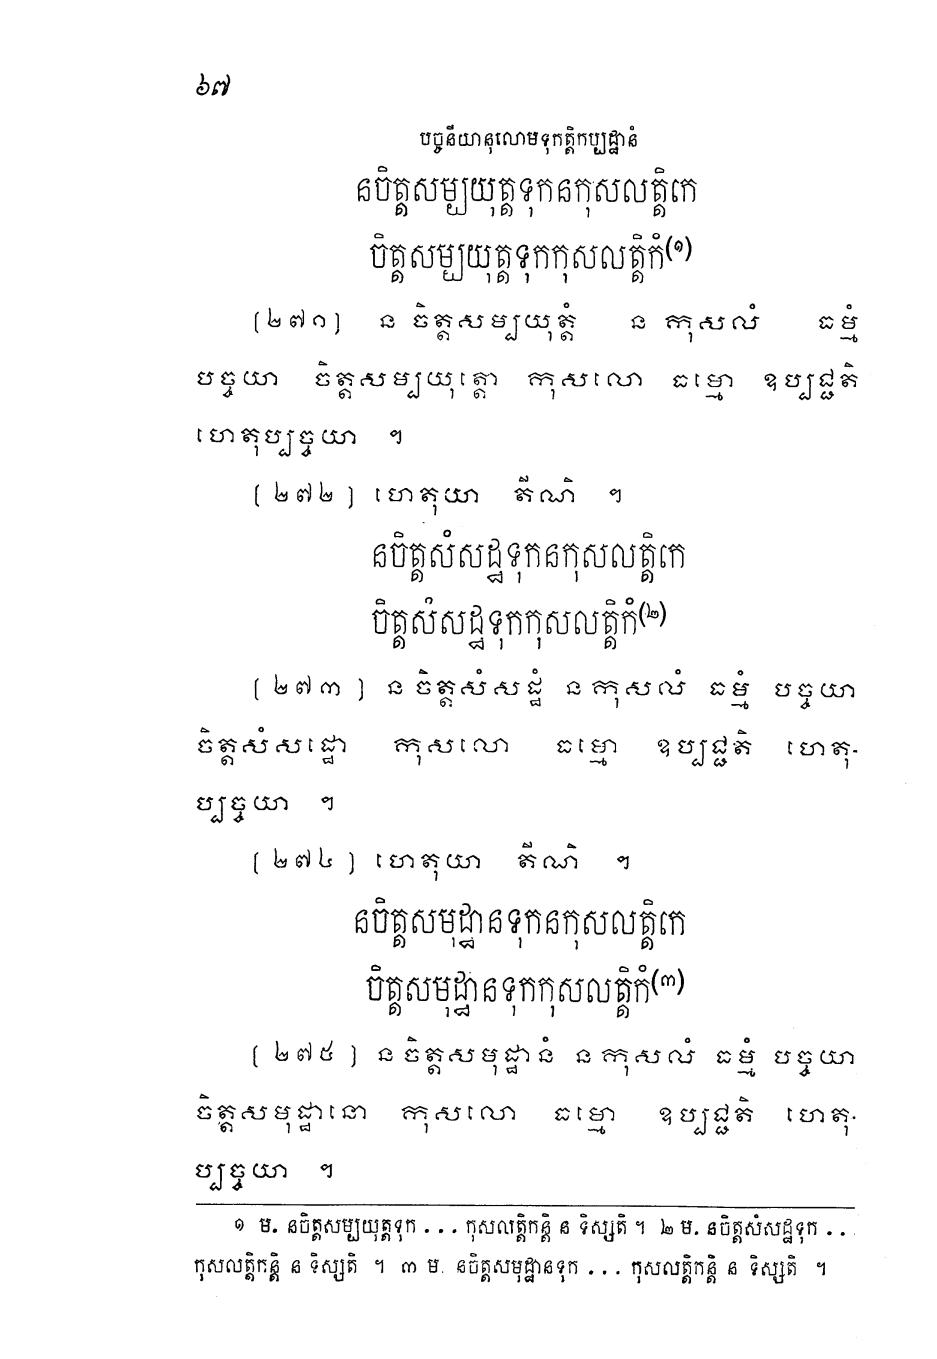 ៦៧
បច្ចនីយានុលោមទុកត្តិកប្បដ្ឋានំ
នចិត្តសម្បយុត្តទុកនកុសលត្តិកេ
ចិត្តសម្បយុត្តទុកកុសលត្តិកំ(១)
(២៧១) ន ចិត្តសម្បយុត្តំ ន កុសលំ ធម្មំ
បច្ចយា ចិត្តសម្បយុត្តោ កុសលោ ធម្មោ ឧប្បជ្ជតិ
ហេតុប្បច្ចយា ។
(២៧២) ហេតុយា តីណិ ។
នចិត្តសំសដ្ឋទុកនកុសលត្តិកេ
ចិត្តសំសដ្ឋទុកកុសលត្តិកំ(២)
(២៧៣) ន ចិត្តសំសដ្ឋំ ន កុសលំ ធម្មំ បច្ចយា
ចិត្តសំសដ្ឋោ កុសលោ ធម្មោ ឧប្បជ្ជតិ ហេតុ-
ប្បច្ចយា ។
(២៧៤) ហេតុយា តីណិ ។
នចិត្តសមុដ្ឋានទុកនកុសលត្តិកេ
ចិត្តសមុដ្ឋានទុកកុសលត្តិកំ(៣)
(២៧៥) ន ចិត្តសមុដ្ឋានំ ន កុសលំ ធម្មំ បច្ចយា
ចិត្តសមុដ្ឋានោ កុសលោ ធម្មោ ឧប្បជ្ជតិ ហេតុ-
ប្បច្ចយា ។
១ ម. នចិត្តសម្បយុត្តទុក ... កុសលត្តិកន្តិ ន ទិស្សតិ ។ ២ ម. នចិត្តសំសដ្ឋទុក ...
កុសលត្តិកន្តិ ន ទិស្សតិ ។ ៣ ម. នចិត្តសមុដ្ឋានទុក ... កុសលត្តិកន្តិ ន ទិស្សតិ ។